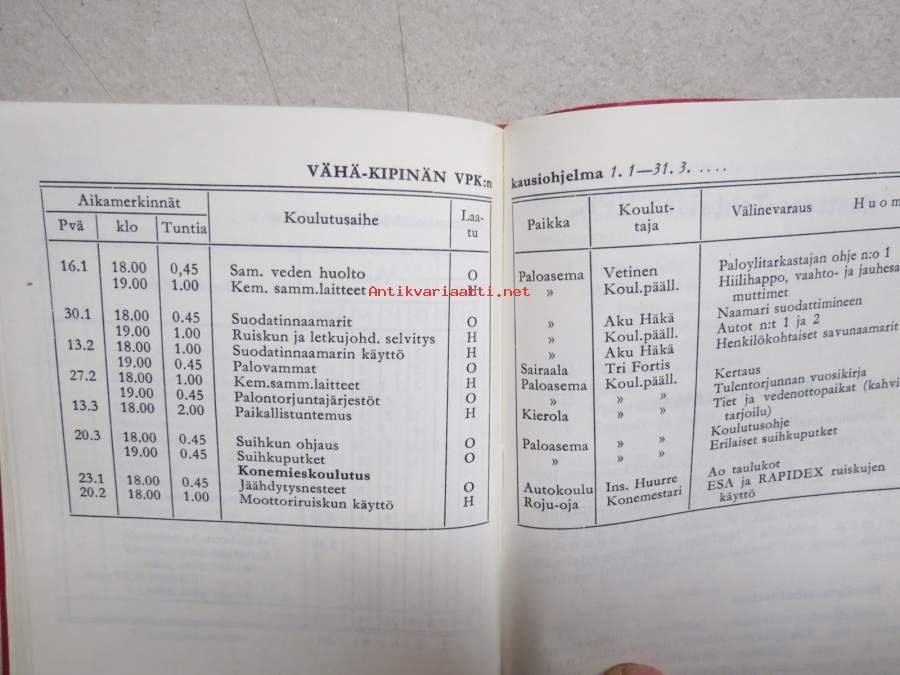 VÄHÄ-KIPINÄN VPK:n kausiohjelma 1. 1—31. 3. ....
Aikamerkinnät Koulutusaihe Laa-
tu
Pvä klo Tuntia
16.1 18.00 0,45 Sam. veden huolto O
19.00 1.00 Kem. samm.laitteet
30.1 18.00 0.45 Suodatinnaamarit O
19.00 1.00 Ruiskun ja letkujohd. selvitys H
13.2 18.00 1.00 Suodatinnaamarin käyttö H
19.00 0.45 Palovammat O
27.2 18.00 1.00 Kem.samm.laitteet H
19.00 0.45 Palontorjuntajärjestöt O
13.3 18.00 2.00 Paikallistuntemus H
20.3 18.00 0.45 Suihkun ohjaus O
19.00 0.45 Suihkuputket O
Konemieskoulutus
23.1 18.00 0.45 Jäähdytysnesteet O
20.2 18.00 1.00 Moottoriruiskun käyttö H
Paikka Koulut-
taja Välinevaraus Huom
Paloasema Vetinen Paloylitarkastajan ohje n:o 1
» Koul.pääll. Hiilihappo, vaahto- ja jauhesa
muttimet
» Aku Häkä Naamari suodattimineen
» Koul.pääll. Autot n:t 1 ja 2
» Aku Häkä Henkilökohtaiset savunaamarit
Sairaala Tri Fortis Kertaus
Paloasema Koul.pääll. Tulentorjunnan vuosikirja
» » » Tiet ja vedenottopaikat (kahvi
tarjoilu)
Kierola » » Koulutusohje
Paloasema » » Erilaiset suihkuputket
» » »
Autokoulu Ins. Huurre Ao taulukot
Roju-oja Konemestari ESA ja RAPIDEX ruiskujen
käyttö
Antikvariaatti.net